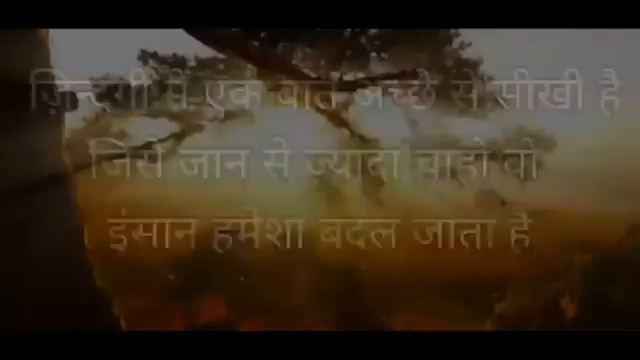 ज़िन्दगी में एक बात अच्छे से सीखी है
जिसे जान से ज्यादा चाहो वो
इंसान हमेशा बदल जाता है